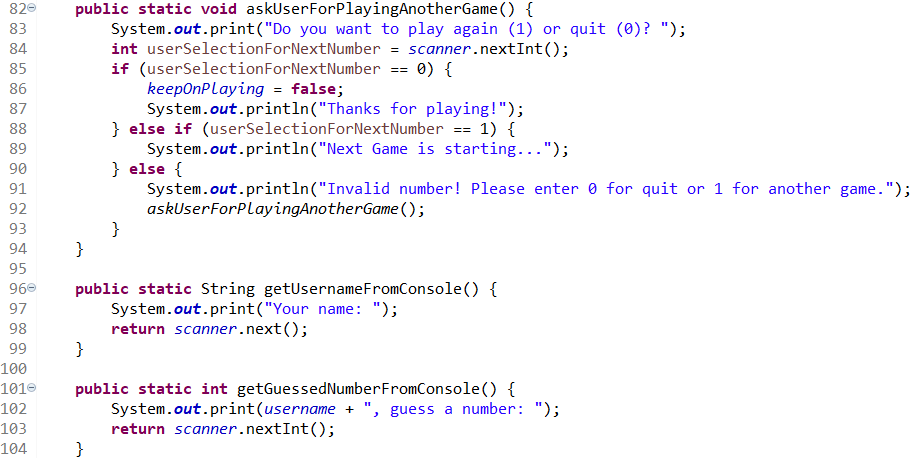 82 public static void askUserForPlayingAnotherGame() {
83 System.out.print("Do you want to play again (1) or quit (0)? ");
84 int userSelectionForNextNumber = scanner.nextInt();
85 if (userSelectionForNextNumber == 0) {
86 keepOnPlaying = false;
87 System.out.println("Thanks for playing!");
88 } else if (userSelectionForNextNumber == 1) {
89 System.out.println("Next Game is starting...");
90 } else {
91 System.out.println("Invalid number! Please enter 0 for quit or 1 for another game.");
92 askUserForPlayingAnotherGame();
93 }
94 }
95
96 public static String getUsernameFromConsole() {
97 System.out.print("Your name: ");
98 return scanner.next();
99 }
100
101 public static int getGuessedNumberFromConsole() {
102 System.out.print(username + ", guess a number: ");
103 return scanner.nextInt();
104 }